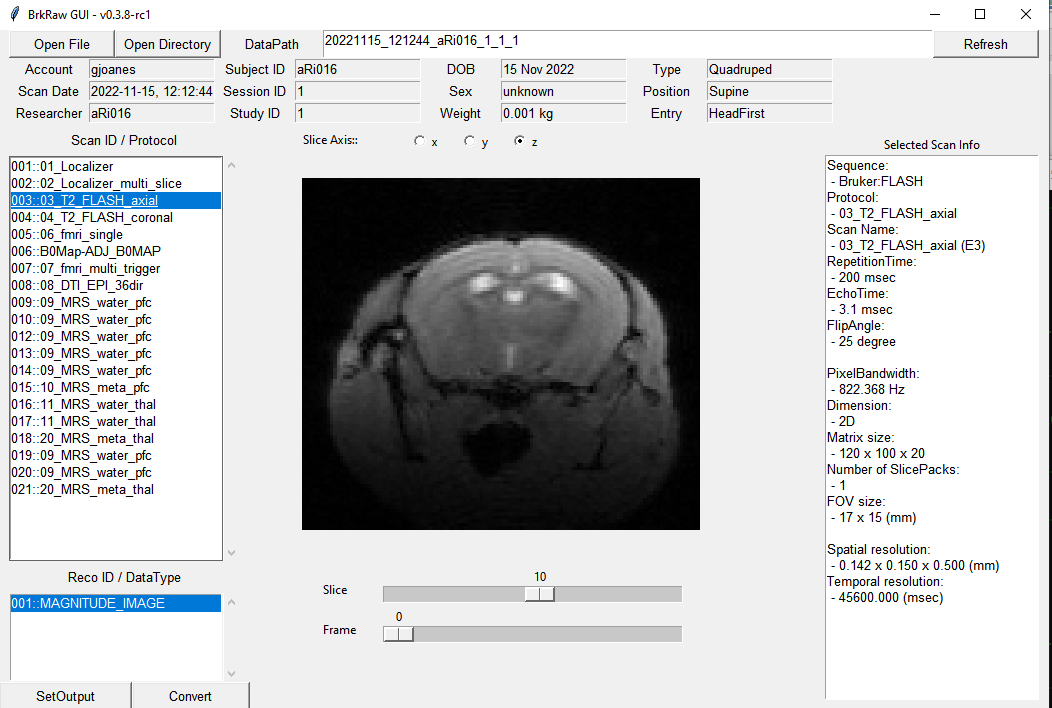 BrkRaw GUI - v0.3.8-rc1
Open File Open Directory DataPath 20221115_121244_aRi016_1_1_1 Refresh
Account gjoanes Subject ID aRi016 DOB 15 Nov 2022 Type Quadruped
Scan Date 2022-11-15, 12:12:44 Session ID 1 Sex unknown Position Supine
Researcher aRi016 Study ID 1 Weight 0.001 kg Entry HeadFirst
Scan ID / Protocol
001::01_Localizer
002::02_Localizer_multi_slice
003::03_T2_FLASH_axial
004::04_T2_FLASH_coronal
005::06_fmri_single
006::B0Map-ADJ_B0MAP
007::07_fmri_multi_trigger
008::08_DTI_EPI_36dir
009::09_MRS_water_pfc
010::09_MRS_water_pfc
012::09_MRS_water_pfc
013::09_MRS_water_pfc
014::09_MRS_water_pfc
015::10_MRS_meta_pfc
016::11_MRS_water_thal
017::11_MRS_water_thal
018::20_MRS_meta_thal
019::09_MRS_water_pfc
020::09_MRS_water_pfc
021::20_MRS_meta_thal
Reco ID / DataType
001::MAGNITUDE_IMAGE
SetOutput Convert
Slice Axis:: x y z
10
Slice
0
Frame
Selected Scan Info
Sequence:
- Bruker:FLASH
Protocol:
- 03_T2_FLASH_axial
Scan Name:
- 03_T2_FLASH_axial (E3)
RepetitionTime:
- 200 msec
EchoTime:
- 3.1 msec
FlipAngle:
- 25 degree
PixelBandwidth:
- 822.368 Hz
Dimension:
- 2D
Matrix size:
- 120 x 100 x 20
Number of SlicePacks:
- 1
FOV size:
- 17 x 15 (mm)
Spatial resolution:
- 0.142 x 0.150 x 0.500 (mm)
Temporal resolution:
- 45600.000 (msec)